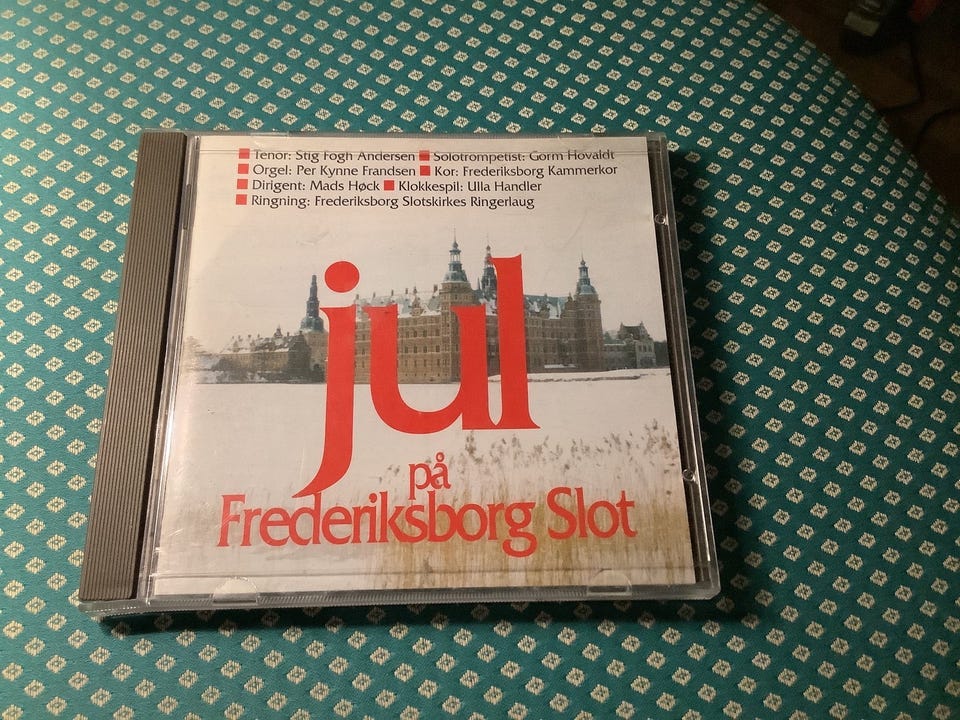 Tenor: Stig Fogh Andersen Solotrompetist: Gorm Hovaldt
Orgel: Per Kynne Frandsen Kor: Frederiksborg Kammerkor
Dirigent: Mads Høck Klokkespil: Ulla Handler
Ringning: Frederiksborg Slotskirkes Ringerlaug
jul
på
Frederiksborg Slot